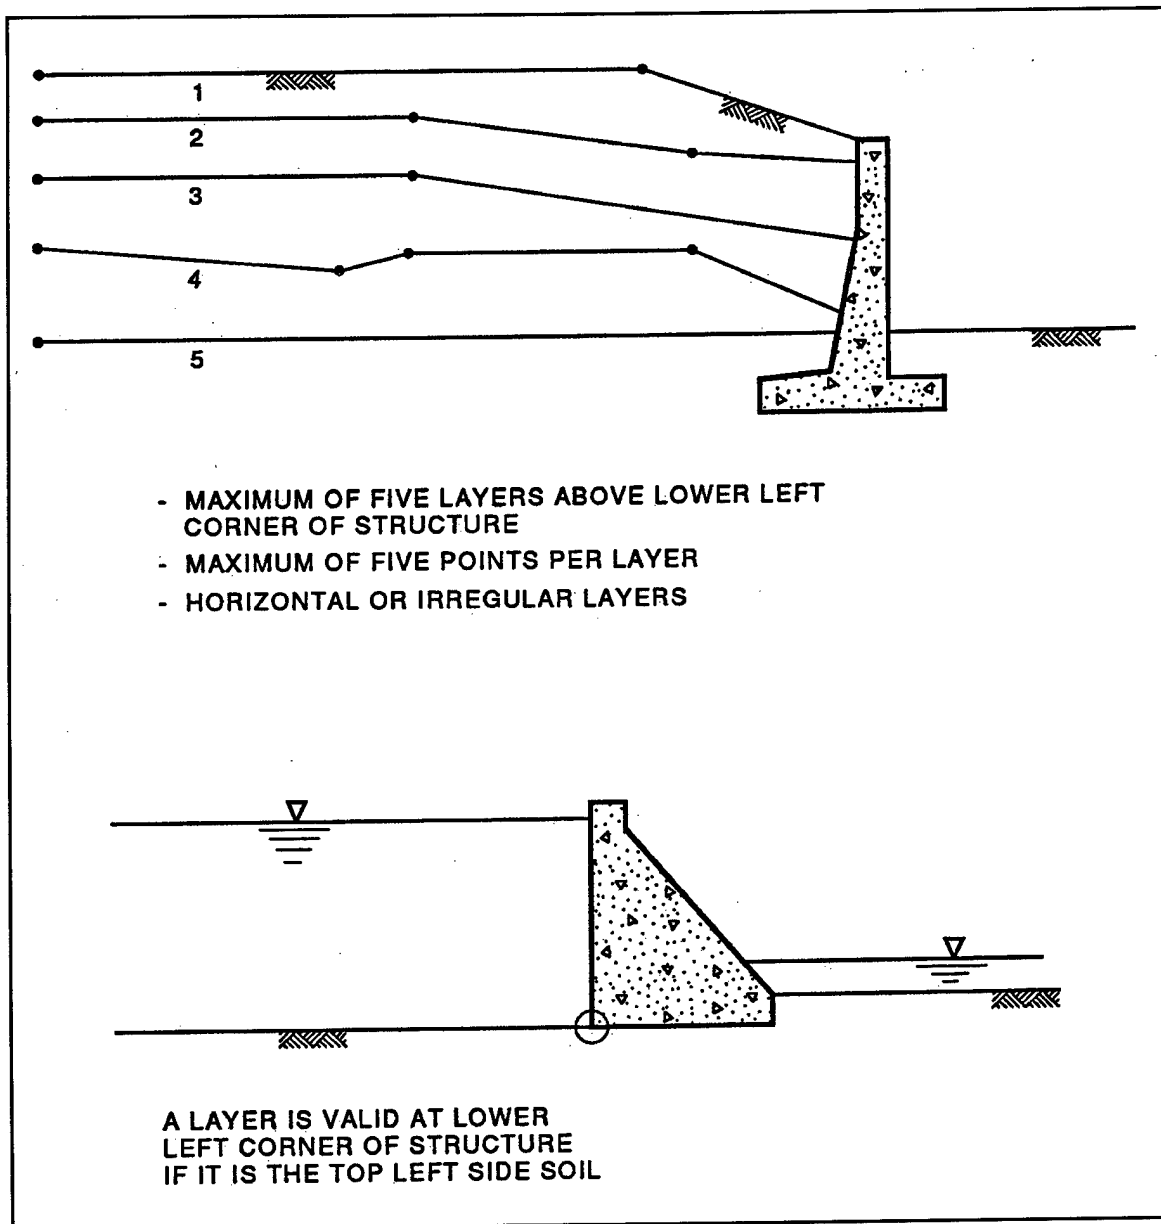 1
2
3
4
5
- MAXIMUM OF FIVE LAYERS ABOVE LOWER LEFT
CORNER OF STRUCTURE
- MAXIMUM OF FIVE POINTS PER LAYER
- HORIZONTAL OR IRREGULAR LAYERS
A LAYER IS VALID AT LOWER
LEFT CORNER OF STRUCTURE
IF IT IS THE TOP LEFT SIDE SOIL